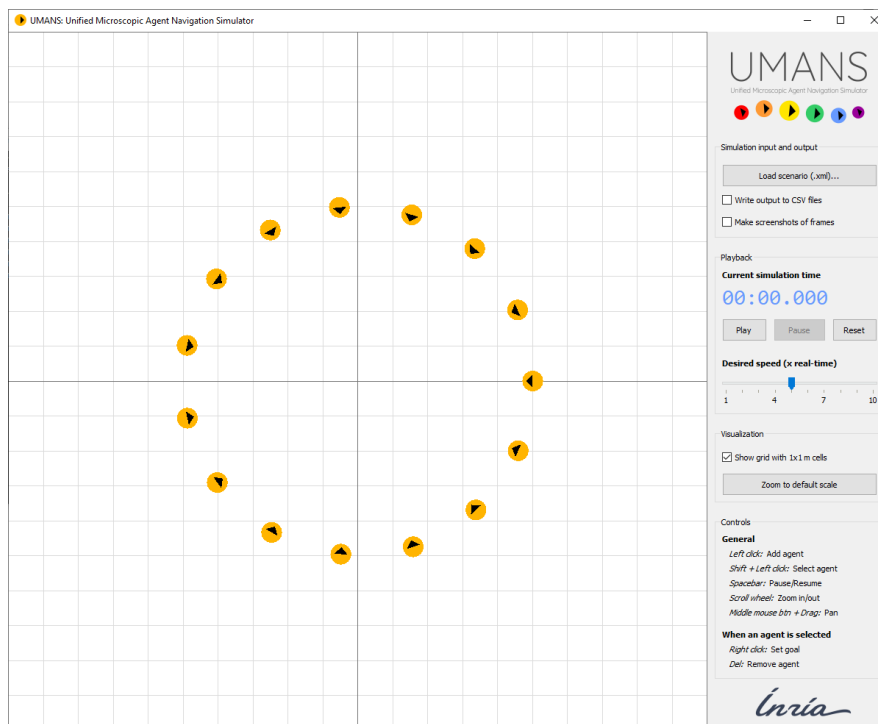 UMANS: Unified Microscopic Agent Navigation Simulator
UMANS
Unified Microscopic Agent Navigation Simulator
Simulation input and output
Load scenario (.xml)...
Write output to CSV files
Make screenshots of frames
Playback
Current simulation time
00:00.000
Play Pause Reset
Desired speed (x real-time)
1 4 7 10
Visualization
Show grid with 1x1 m cells
Zoom to default scale
Controls
General
Left click: Add agent
Shift + Left click: Select agent
Spacebar: Pause/Resume
Scroll wheel: Zoom in/out
Middle mouse btn + Drag: Pan
When an agent is selected
Right click: Set goal
Del: Remove agent
Inría